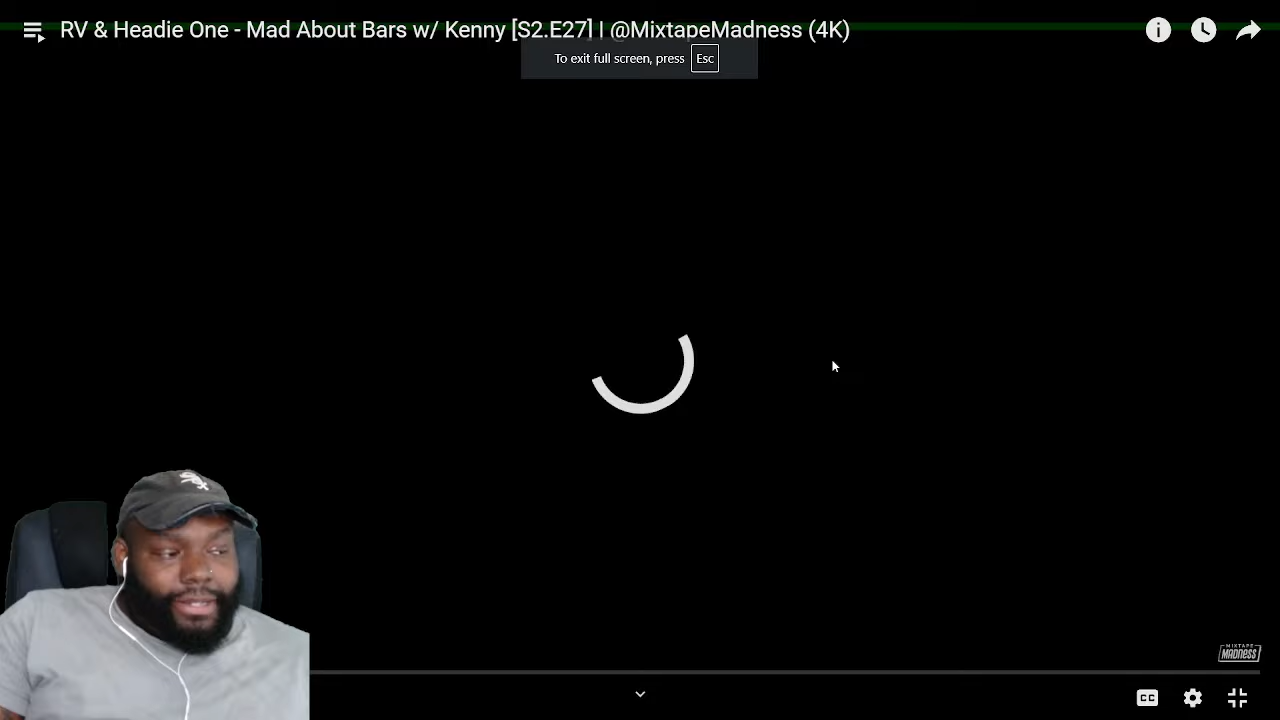 RV & Headie One - Mad About Bars w/ Kenny [S2.E27] | @MixtapeMadness (4K)
To exit full screen, press Esc
MIXTAPE
MADNESS
CC